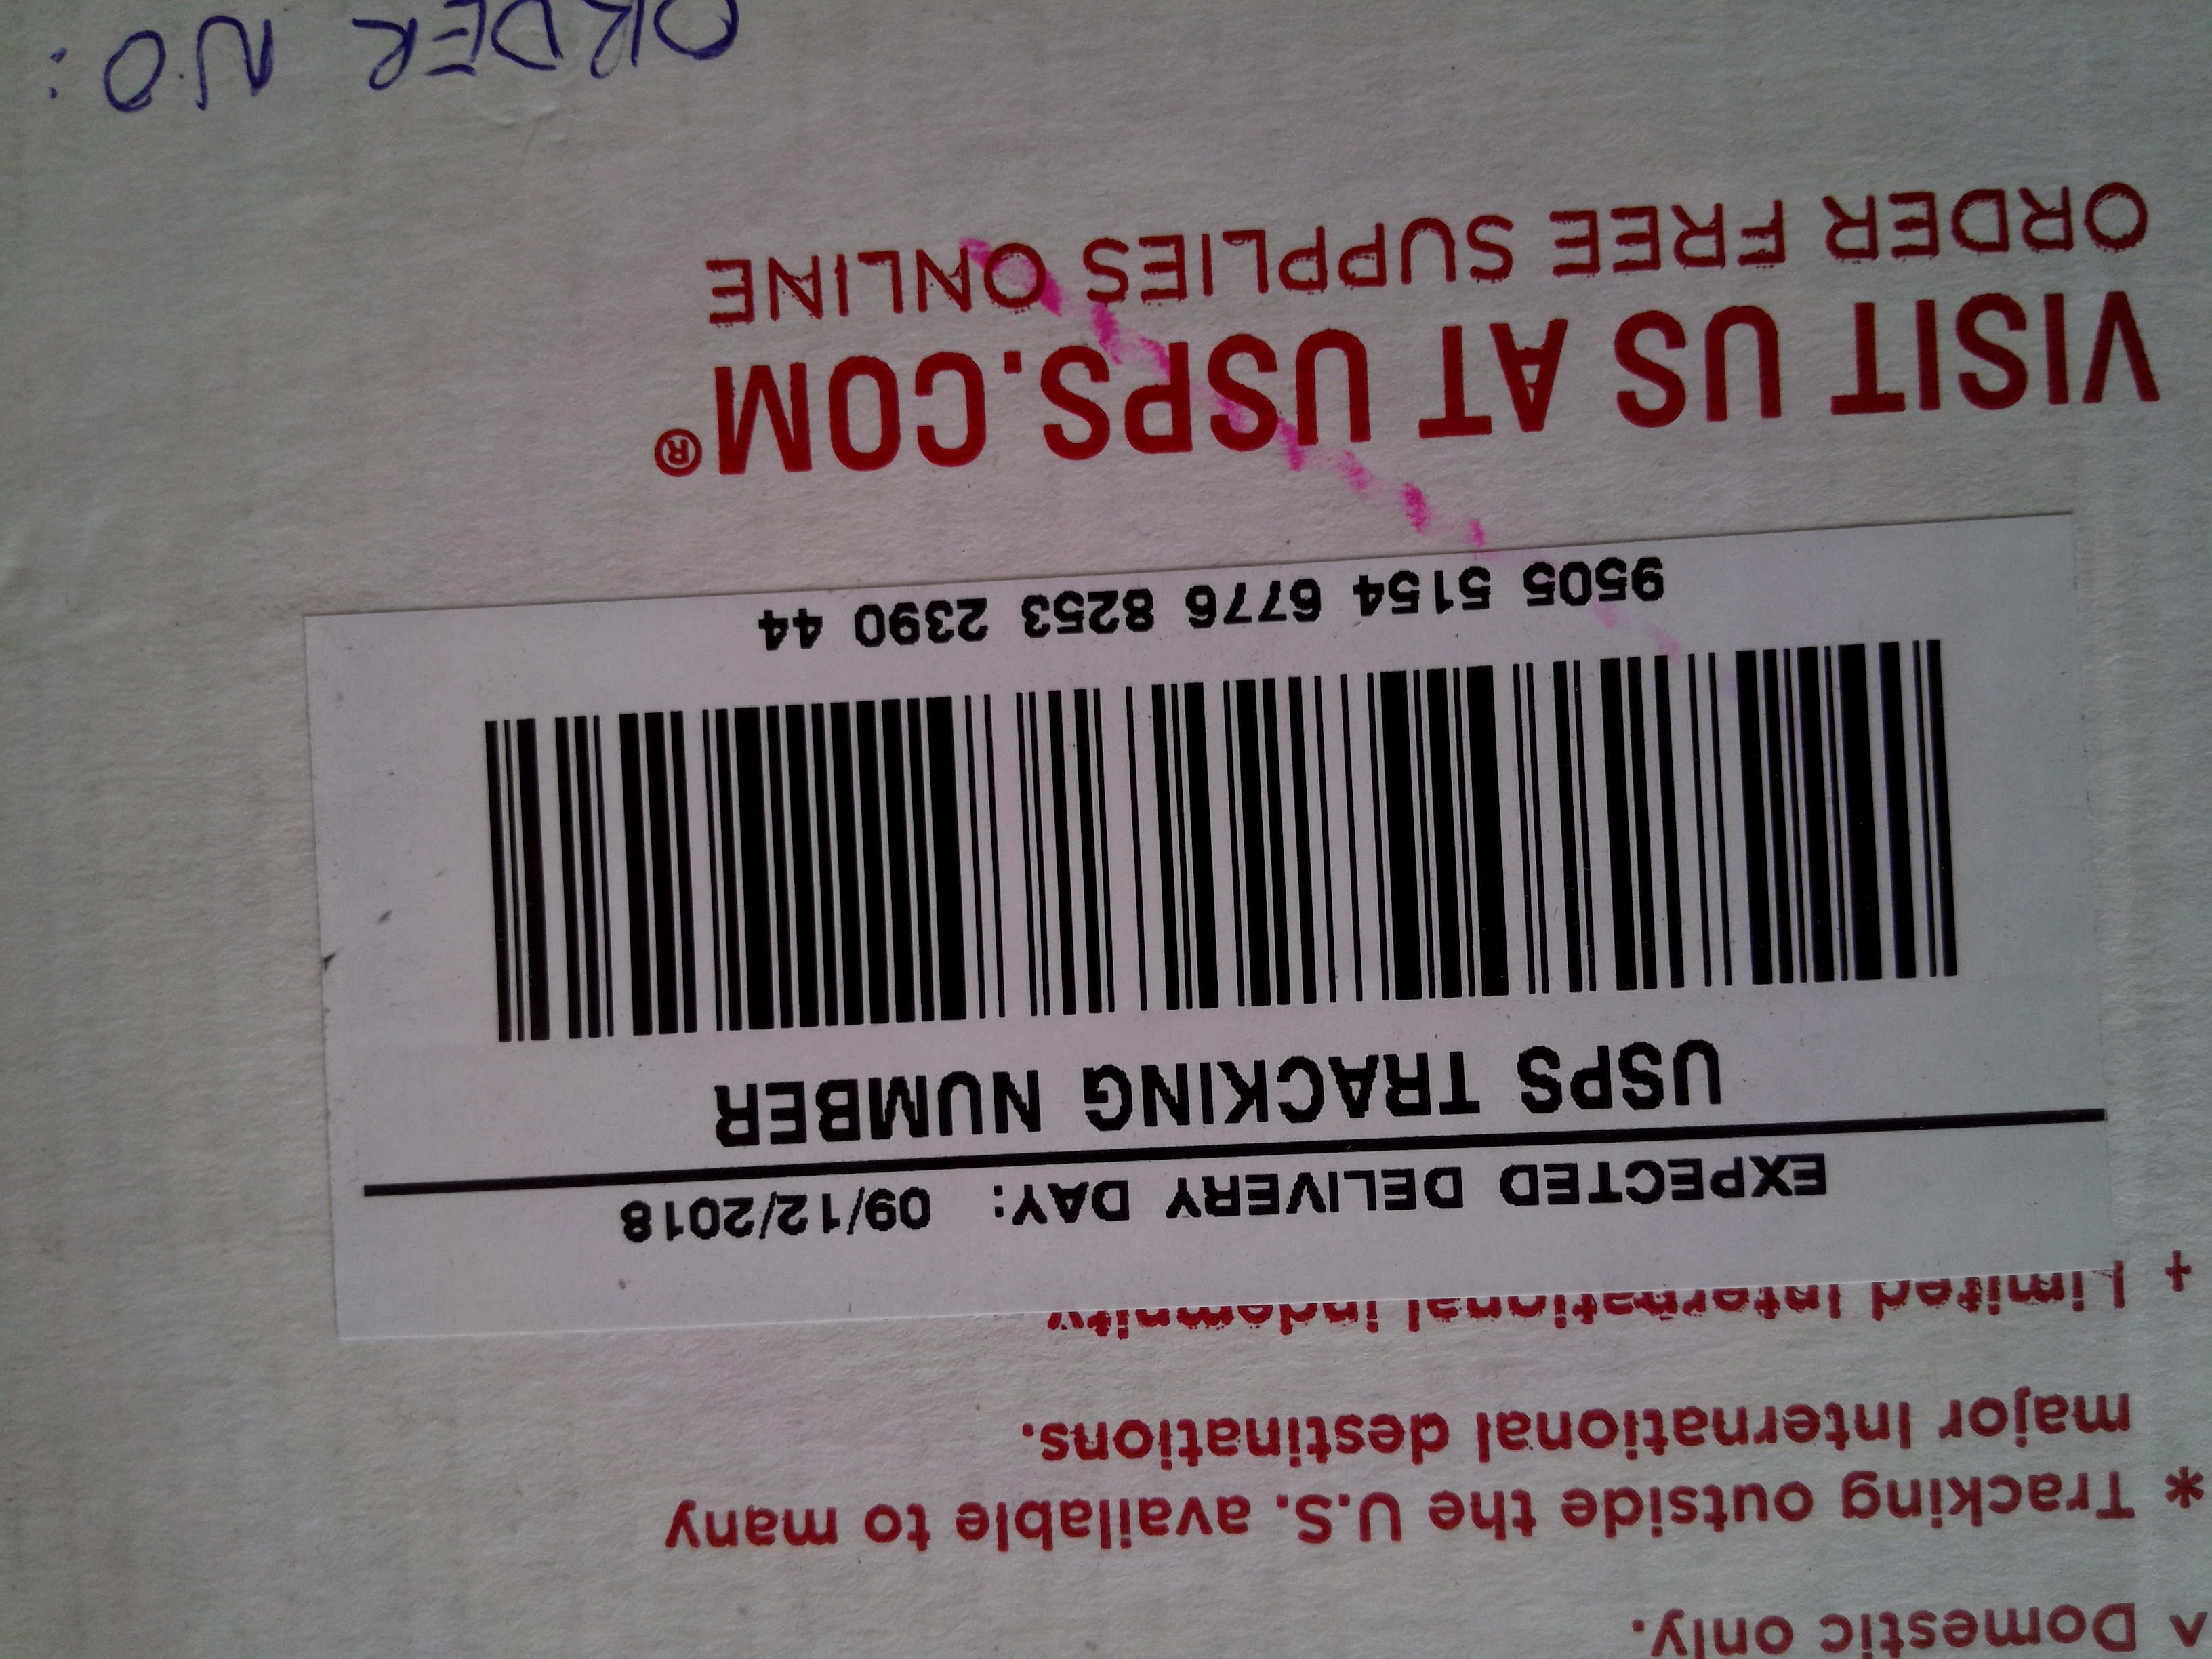 ^ Domestic only.
* Tracking outside the U.S. available to many
major International destinations.
+ Limited International indemnity
EXPECTED DELIVERY DAY: 09/12/2018
USPS TRACKING NUMBER
9505 5154 6776 8253 2390 44
VISIT US AT USPS.COM®
ORDER FREE SUPPLIES ONLINE
ORDER NO: